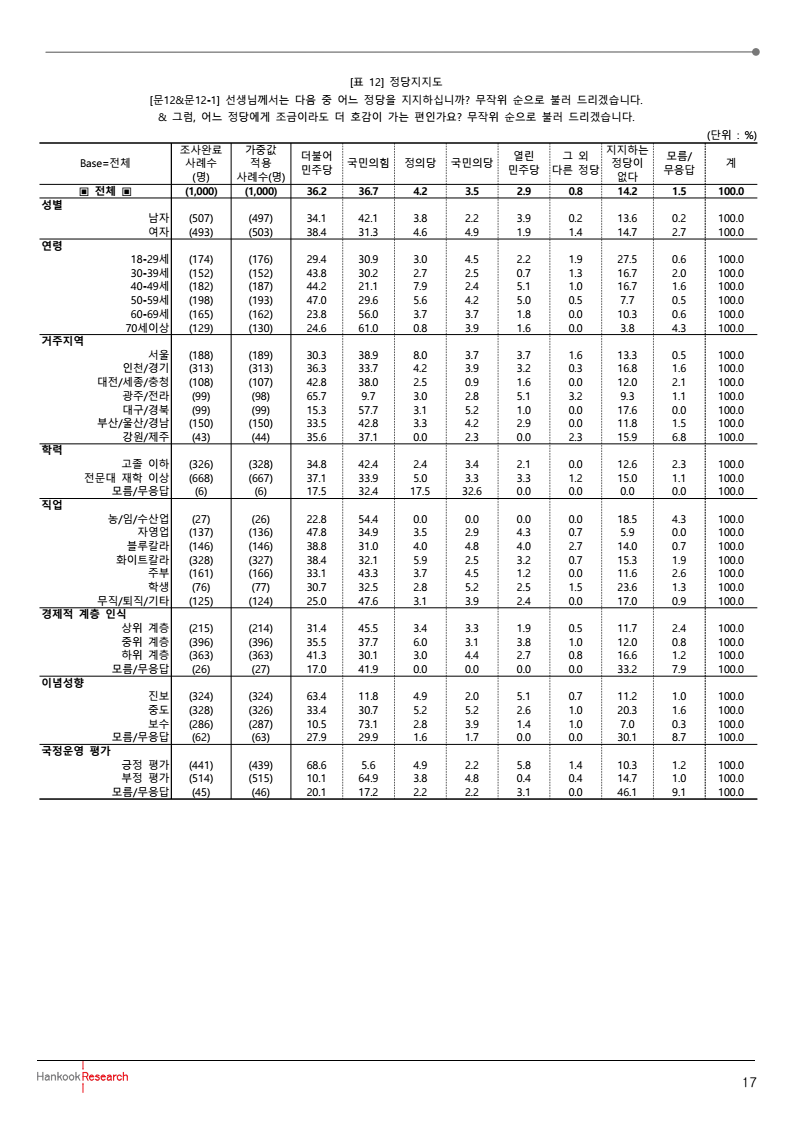 [표 12] 정당지지도
[문12&문12-1] 선생님께서는 다음 중 어느 정당을 지지하십니까? 무작위 순으로 불러 드리겠습니다.
& 그럼, 어느 정당에게 조금이라도 더 호감이 가는 편인가요? 무작위 순으로 불러 드리겠습니다.
(단위 : %)
Base=전체 조사완료 사례수 (명) 가중값 적용 사례수(명) 더불어 민주당 국민의힘 정의당 국민의당 열린 민주당 그 외 다른 정당 지지하는 정당이 없다 모름/ 무응답 계
▣ 전체 ▣ (1,000) (1,000) 36.2 36.7 4.2 3.5 2.9 0.8 14.2 1.5 100.0
성별
남자 (507) (497) 34.1 42.1 3.8 2.2 3.9 0.2 13.6 0.2 100.0
여자 (493) (503) 38.4 31.3 4.6 4.9 1.9 1.4 14.7 2.7 100.0
연령
18-29세 (174) (176) 29.4 30.9 3.0 4.5 2.2 1.9 27.5 0.6 100.0
30-39세 (152) (152) 43.8 30.2 2.7 2.5 0.7 1.3 16.7 2.0 100.0
40-49세 (182) (187) 44.2 21.1 7.9 2.4 5.1 1.0 16.7 1.6 100.0
50-59세 (198) (193) 47.0 29.6 5.6 4.2 5.0 0.5 7.7 0.5 100.0
60-69세 (165) (162) 23.8 56.0 3.7 3.7 1.8 0.0 10.3 0.6 100.0
70세이상 (129) (130) 24.6 61.0 0.8 3.9 1.6 0.0 3.8 4.3 100.0
거주지역
서울 (188) (189) 30.3 38.9 8.0 3.7 3.7 1.6 13.3 0.5 100.0
인천/경기 (313) (313) 36.3 33.7 4.2 3.9 3.2 0.3 16.8 1.6 100.0
대전/세종/충청 (108) (107) 42.8 38.0 2.5 0.9 1.6 0.0 12.0 2.1 100.0
광주/전라 (99) (98) 65.7 9.7 3.0 2.8 5.1 3.2 9.3 1.1 100.0
대구/경북 (99) (99) 15.3 57.7 3.1 5.2 1.0 0.0 17.6 0.0 100.0
부산/울산/경남 (150) (150) 33.5 42.8 3.3 4.2 2.9 0.0 11.8 1.5 100.0
강원/제주 (43) (44) 35.6 37.1 0.0 2.3 0.0 2.3 15.9 6.8 100.0
학력
고졸 이하 (326) (328) 34.8 42.4 2.4 3.4 2.1 0.0 12.6 2.3 100.0
전문대 재학 이상 (668) (667) 37.1 33.9 5.0 3.3 3.3 1.2 15.0 1.1 100.0
모름/무응답 (6) (6) 17.5 32.4 17.5 32.6 0.0 0.0 0.0 0.0 100.0
직업
농/임/수산업 (27) (26) 22.8 54.4 0.0 0.0 0.0 0.0 18.5 4.3 100.0
자영업 (137) (136) 47.8 34.9 3.5 2.9 4.3 0.7 5.9 0.0 100.0
블루칼라 (146) (146) 38.8 31.0 4.0 4.8 4.0 2.7 14.0 0.7 100.0
화이트칼라 (328) (327) 38.4 32.1 5.9 2.5 3.2 0.7 15.3 1.9 100.0
주부 (161) (166) 33.1 43.3 3.7 4.5 1.2 0.0 11.6 2.6 100.0
학생 (76) (77) 30.7 32.5 2.8 5.2 2.5 1.5 23.6 1.3 100.0
무직/퇴직/기타 (125) (124) 25.0 47.6 3.1 3.9 2.4 0.0 17.0 0.9 100.0
경제적 계층 인식
상위 계층 (215) (214) 31.4 45.5 3.4 3.3 1.9 0.5 11.7 2.4 100.0
중위 계층 (396) (396) 35.5 37.7 6.0 3.1 3.8 1.0 12.0 0.8 100.0
하위 계층 (363) (363) 41.3 30.1 3.0 4.4 2.7 0.8 16.6 1.2 100.0
모름/무응답 (26) (27) 17.0 41.9 0.0 0.0 0.0 0.0 33.2 7.9 100.0
이념성향
진보 (324) (324) 63.4 11.8 4.9 2.0 5.1 0.7 11.2 1.0 100.0
중도 (328) (326) 33.4 30.7 5.2 5.2 2.6 1.0 20.3 1.6 100.0
보수 (286) (287) 10.5 73.1 2.8 3.9 1.4 1.0 7.0 0.3 100.0
모름/무응답 (62) (63) 27.9 29.9 1.6 1.7 0.0 0.0 30.1 8.7 100.0
국정운영 평가
긍정 평가 (441) (439) 68.6 5.6 4.9 2.2 5.8 1.4 10.3 1.2 100.0
부정 평가 (514) (515) 10.1 64.9 3.8 4.8 0.4 0.4 14.7 1.0 100.0
모름/무응답 (45) (46) 20.1 17.2 2.2 2.2 3.1 0.0 46.1 9.1 100.0
Hankook Research
17